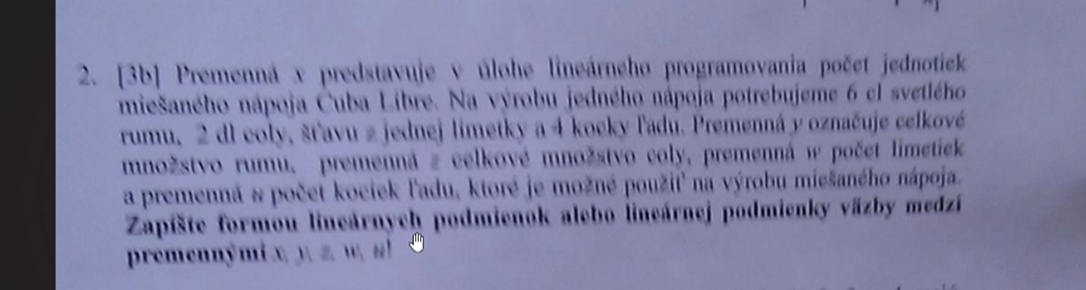 2. [3b] Premenná x predstavuje v úlohe lineárneho programovania počet jednotiek
miešaného nápoja Cuba Libre. Na výrobu jedného nápoja potrebujeme 6 cl svetlého
rumu, 2 dl coly, šťavu z jednej limetky a 4 kocky ľadu. Premenná y označuje celkové
množstvo rumu, premenná z celkové množstvo coly, premenná w počet limetiek
a premenná u počet kociek ľadu, ktoré je možné použiť na výrobu miešaného nápoja.
Zapíšte formou lineárnych podmienok alebo lineárnej podmienky väzby medzi
premennými x, y, z, w, u!